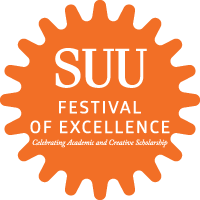 SUU
FESTIVAL
OF EXCELLENCE
Celebrating Academic and Creative Scholarship